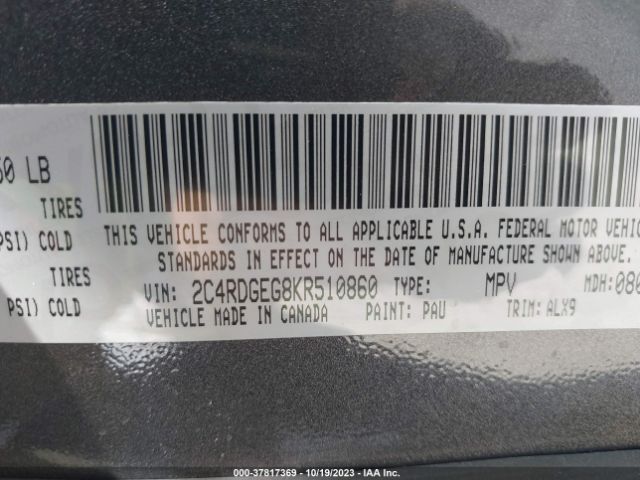 60 LB
TIRES
PSI) COLD
TIRES
PSI) COLD
THIS VEHICLE CONFORMS TO ALL APPLICABLE U.S.A. FEDERAL MOTOR VEHIC
STANDARDS IN EFFECT ON THE DATE OF MANUFACTURE SHOWN ABOVE.
VIN: 2C4RDGEG8KR510860 TYPE: MPV MDH:080
VEHICLE MADE IN CANADA PAINT: PAU TRIM: ALX9
000-37817369 | 10/19/2023 | IAA Inc.